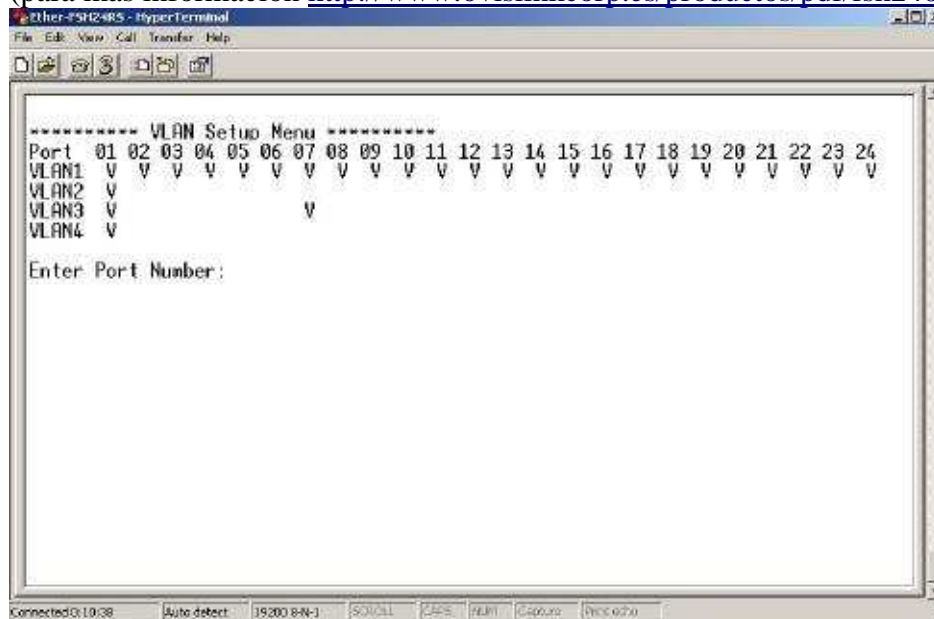 (para más información
Ether-FSH24RS - HyperTerminal
File Edit View Call Transfer Help
********** VLAN Setup Menu **********
Port 01 02 03 04 05 06 07 08 09 10 11 12 13 14 15 16 17 18 19 20 21 22 23 24
VLAN1 V V V V V V V V V V V V V V V V V V V V V V V V
VLAN2 V
VLAN3 V V
VLAN4 V
Enter Port Number:
Connected 0:10:38 Auto detect 19200 8-N-1 SCROLL CAPS NUM Capture Print echo